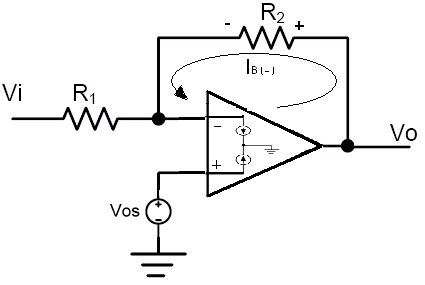 R2
- +
IB(-)
Vi R1
-
Vo
+
Vos + -